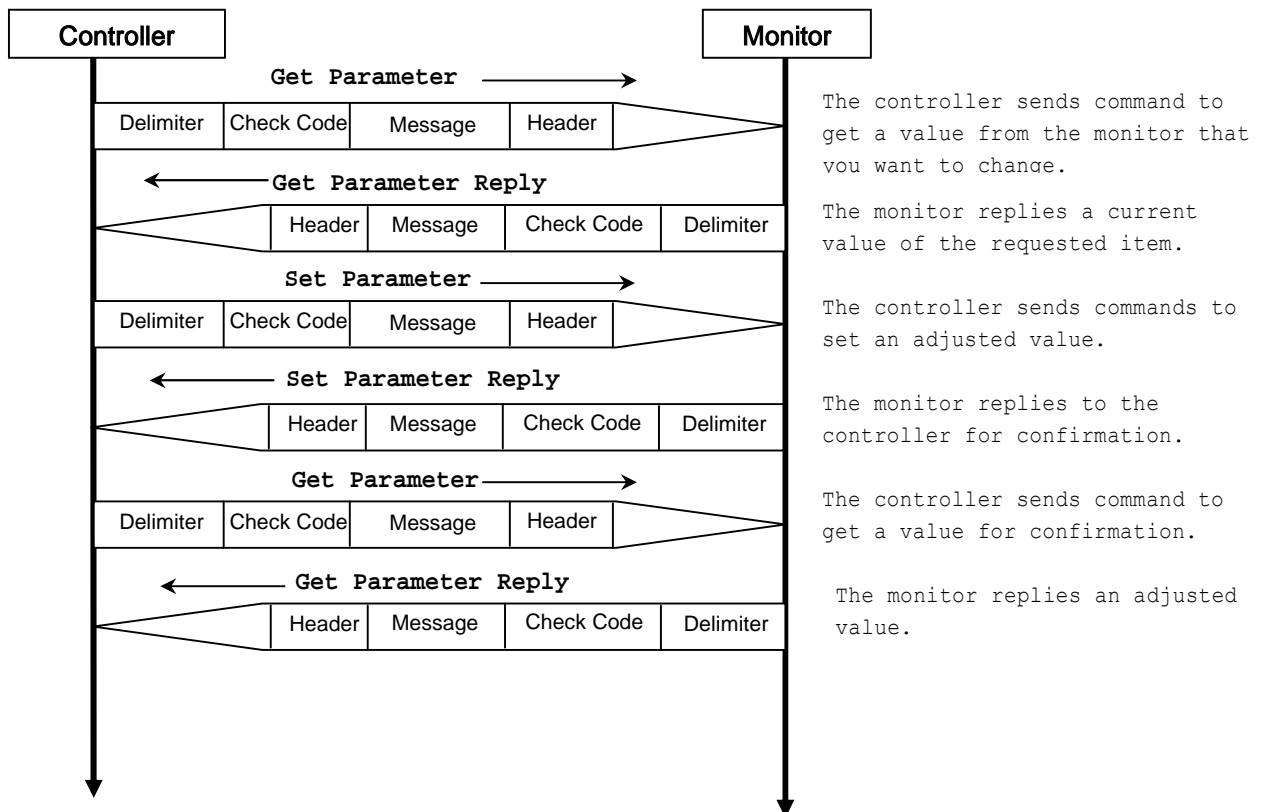 Controller
Monitor
Get Parameter
Delimiter Check Code Message Header
The controller sends command to
get a value from the monitor that
you want to change.
Get Parameter Reply
Header Message Check Code Delimiter
The monitor replies a current
value of the requested item.
Set Parameter
Delimiter Check Code Message Header
The controller sends commands to
set an adjusted value.
Set Parameter Reply
Header Message Check Code Delimiter
The monitor replies to the
controller for confirmation.
Get Parameter
Delimiter Check Code Message Header
The controller sends command to
get a value for confirmation.
Get Parameter Reply
Header Message Check Code Delimiter
The monitor replies an adjusted
value.